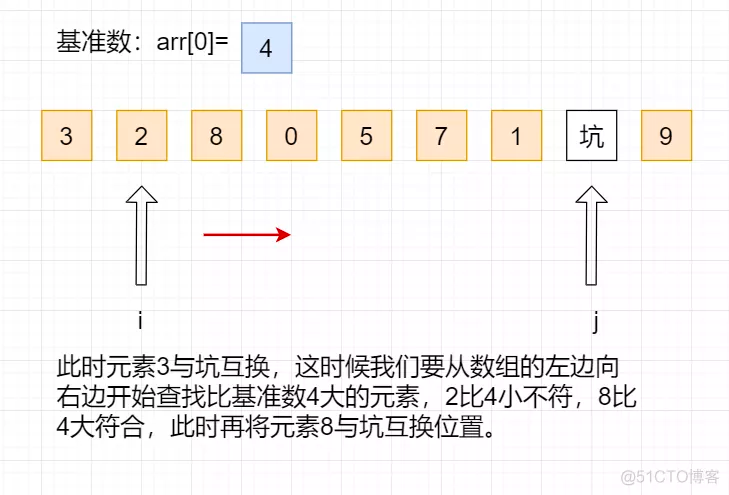 基准数：arr[0]= 4
3 2 8 0 5 7 1 坑 9
i j
此时元素3与坑互换，这时候我们要从数组的左边向
右边开始查找比基准数4大的元素，2比4小不符，8比
4大符合，此时再将元素8与坑互换位置。
@51CTO博客